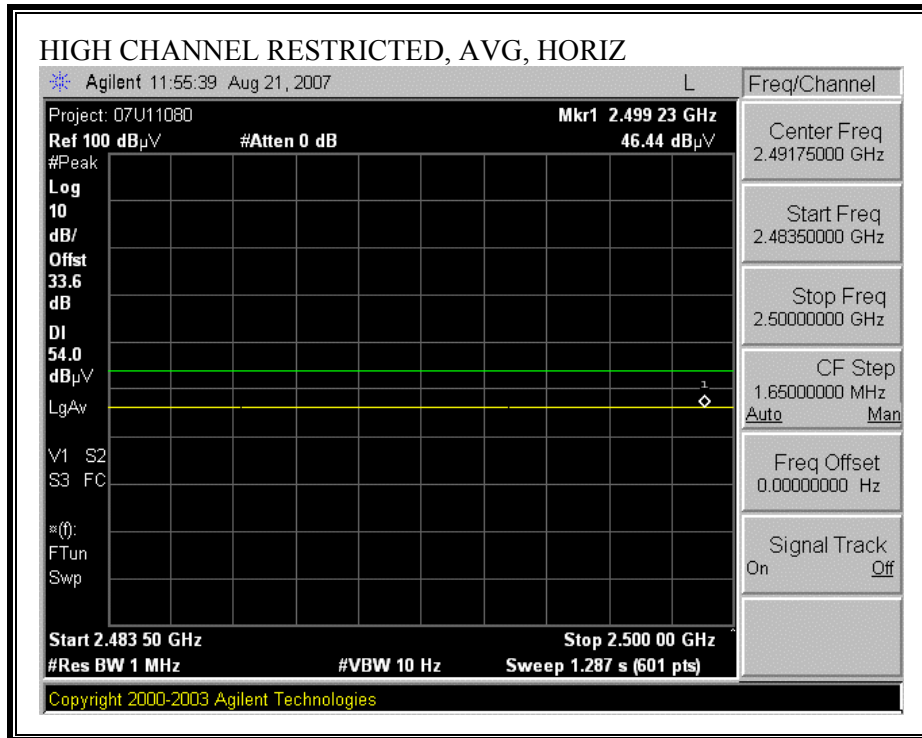 HIGH CHANNEL RESTRICTED, AVG, HORIZ
Agilent 11:55:39 Aug 21, 2007 L
Freq/Channel
Project: 07U11080 Mkr1 2.499 23 GHz
Ref 100 dBµV #Atten 0 dB 46.44 dBµV
#Peak
Log
10
dB/
Offst
33.6
dB
DI
54.0
dBµV
LgAv
V1 S2
S3 FC
¤(f):
FTun
Swp
1
Start 2.483 50 GHz Stop 2.500 00 GHz ^
#Res BW 1 MHz #VBW 10 Hz Sweep 1.287 s (601 pts)
Center Freq
2.49175000 GHz
Start Freq
2.48350000 GHz
Stop Freq
2.50000000 GHz
CF Step
1.65000000 MHz
Auto Man
Freq Offset
0.00000000 Hz
Signal Track
On Off
Copyright 2000-2003 Agilent Technologies